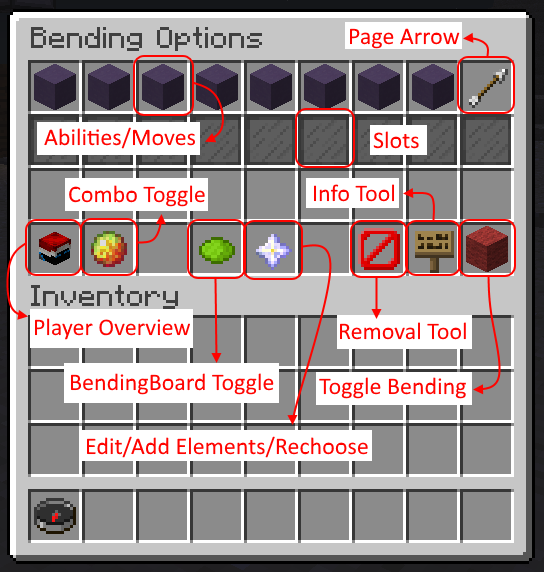 Bending Options
Page Arrow
Abilities/Moves
Slots
Combo Toggle
Info Tool
Inventory
Player Overview
Removal Tool
BendingBoard Toggle
Toggle Bending
Edit/Add Elements/Rechoose